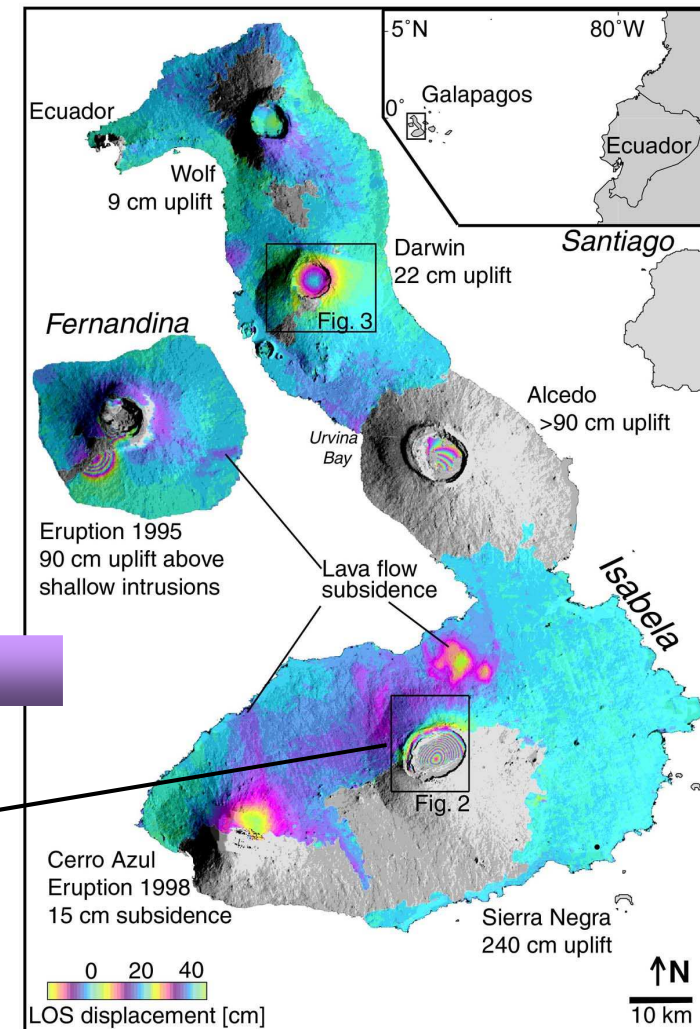 5°N
80°W
0°
Galapagos
Ecuador
Ecuador
Wolf
9 cm uplift
Santiago
Darwin
22 cm uplift
Fig. 3
Fernandina
Alcedo
>90 cm uplift
Urvina
Bay
Eruption 1995
90 cm uplift above
shallow intrusions
Lava flow
subsidence
Isabela
Fig. 2
Cerro Azul
Eruption 1998
15 cm subsidence
Sierra Negra
240 cm uplift
0 20 40
LOS displacement [cm]
↑N
10 km